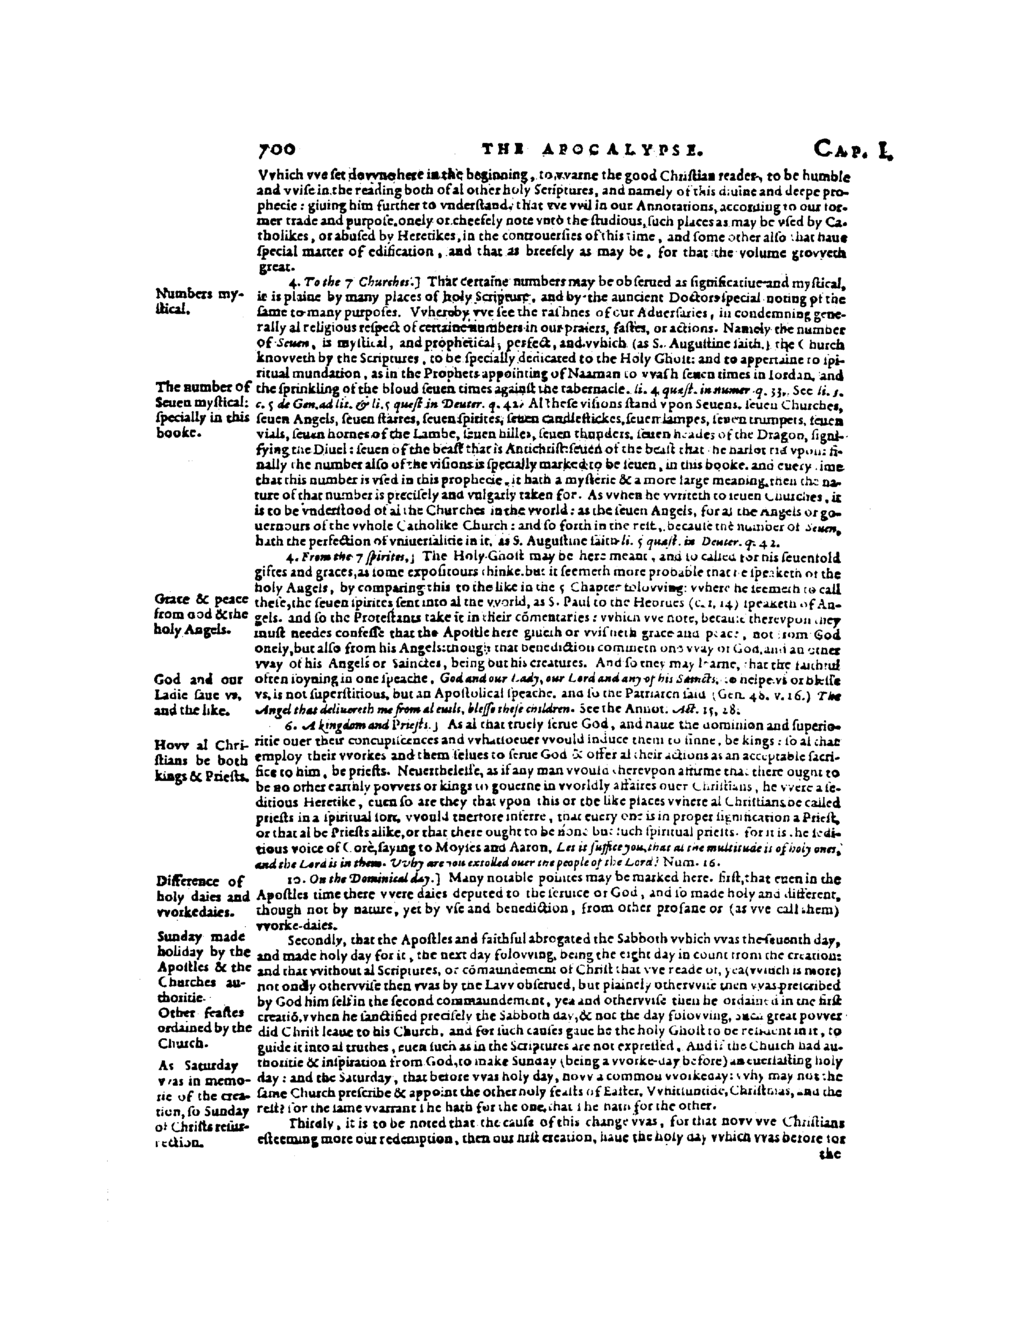 700 THE APOCALYPSE. CAP. I.
VVhich vve ſet dovvne here in the beginning, to vvarne the good Chriſtian reader, to be humble
and vviſe in the reading both of al other holy Scriptures, and namely of this diuine and deepe pro-
phecie : giuing him further to vnderſtand, that vve vvil in our Annotations, according to our for-
mer trade and purpoſe, onely or cheefely note vnto the ſtudious, ſuch places as may be vſed by Ca-
tholikes, or abuſed by Heretikes, in the controuerſies of this time, and ſome other alſo that haue
ſpecial matter of edification, and that as breefely as may be, for that the volume grovveth
great.
4. To the 7 Churches.] That certaine numbers may be obſerued as ſignificatiue and myſtical,
Numbers my-
ſtical.
it is plaine by many places of holy Scripture, and by the auncient Doctors ſpecial noting of the
ſame to many purpoſes. VVhereby vve ſee the raſhnes of our Aduerſaries, in condemning gene-
rally al religious reſpect of certaine numbers in our praiers, faſtes, or actions. Namely the number
of Seuen, is myſtical, and prophetical, perfect, and vvhich (as S. Auguſtine ſaith) the Church
knovveth by the Scriptures, to be ſpecially dedicated to the Holy Ghoſt: and to appertaine to ſpi-
ritual mundation, as in the Prophets appointing of Naaman to vvaſh ſeuen times in Iordan, and
The number of
Seuen myſtical:
ſpecially in this
booke.
the ſprinkling of the bloud ſeuen times againſt the tabernacle. li. 4 quæſt. in numer. q. 33. See li. 5.
c. 5 de Gen. ad lit. & li. 5 quæſt in Deuter. q. 42. Al theſe viſions ſtand vpon Seuens, ſeuen Churches,
ſeuen Angels, ſeuen ſtarres, ſeuen ſpirites, ſeuen candleſtickes, ſeuen lampes, ſeuen trumpets, ſeuen
vials, ſeuen hornes of the Lambe, ſeuen hilles, ſeuen thunders, ſeuen heades of the Dragon, ſigni-
fying the Diuel : ſeuen of the beaſt that is Antichriſt: ſeuen of the beaſt that the harlot rid vpon: fi-
nally the number alſo of the viſions is ſpecially marked to be ſeuen, in this booke. and euery time
that this number is vſed in this prophecie, it hath a myſterie & a more large meaning, then the na-
ture of that number is preciſely and vulgarly taken for. As vvhen he vvriteth to ſeuen Churches, it
is to be vnderſtood of al the Churches in the vvorld : as the ſeuen Angels, for al the Angels or go-
uernours of the vvhole Catholike Church : and ſo forth in the reſt, becauſe the number of Seuen,
hath the perfection of vniuerſalitie in it, as S. Auguſtine ſaith li. 5 quæſt. in Deuter. q. 42.
4. From the 7 ſpirites.] The Holy Ghoſt may be here meant, and ſo called for his ſeuenfold
giftes and graces, as ſome expoſitours thinke. but it ſeemeth more probable that he ſpeaketh of the
holy Angels, by comparing this to the like in the 5 Chapter folovving: vvhere he ſeemeth to call
Grace & peace
from God & the
holy Angels.
theſe, the ſeuen ſpirites ſent into al the vvorld, as S. Paul to the Hebrues (c. 1, 14) ſpeaketh of An-
gels. and ſo the Proteſtants take it in their cõmentaries : vvhich vve note, becauſe therevpon they
muſt needes confeſſe that the Apoſtle here giueth or vviſheth grace and peace, not from God
onely, but alſo from his Angels: though that benediction commeth one vvay of God, and an other
vvay of his Angels or Sainctes, being but his creatures. And ſo they may learne, that the faithful
God and our
Ladie ſaue vs,
and the like.
often ioyning in one ſpeache, God and our Lady, our Lord and any of his Saincts, to helpe vs or bleſſe
vs, is not ſuperſtitious, but an Apoſtolical ſpeache. and ſo the Patriarch ſaid (Gen. 48. v. 16.) The
Angel that deliuereth me from al euils, bleſſe theſe children. See the Annot. Act. 15, 28.
6. A kingdom and Prieſts.] As al that truely ſerue God, and haue the dominion and ſuperio-
Hovv al Chri-
ſtians be both
kings & Prieſts.
ritie ouer their concupiſcences and vvhatſoeuer vvould induce them to ſinne, be kings : ſo al that
employ their vvorkes and them ſelues to ſerue God & offer al their actions as an acceptable ſacri-
fice to him, be prieſts. Neuertheleſſe, as if any man vvould therevpon affirme that there ought to
be no other earthly povvers or kings to gouerne in vvorldly affaires ouer Chriſtians, he vvere a ſe-
ditious Heretike, euen ſo are they that vpon this or the like places vvhere al Chriſtians be called
prieſts in a ſpiritual ſort, vvould therfore inferre, that euery one is in proper ſignification a Prieſt,
or that al be Prieſts alike, or that there ought to be none but ſuch ſpiritual prieſts. for it is the ſedi-
tious voice of Corè, ſaying to Moyſes and Aaron, Let it ſuffice you, that al the multitude is of holy ones,
and the Lord is in them. VVhy are you extolled ouer the people of the Lord? Num. 16.
10. On the Dominical day.] Many notable pointes may be marked here. firſt, that euen in the
Difference of
holy daies and
vvorkedaies.
Apoſtles time there vvere daies deputed to the ſeruice of God, and ſo made holy and different,
though not by nature, yet by vſe and benediction, from other profane or (as vve call them)
vvorke-daies.
Sunday made
holiday by the
Apoſtles & the
Churches au-
thoritie.
Secondly, that the Apoſtles and faithful abrogated the Sabboth vvhich vvas the ſeuenth day,
and made holy day for it, the next day folovving, being the eight day in count from the creation:
and that vvithout al Scriptures, or cõmaundement of Chriſt that vve reade of, yea (vvhich is more)
not ondly othervviſe then vvas by the Lavv obſerued, but plainely othervviſe then vvas preſcribed
by God him ſelf in the ſecond commaundement, yea and othervviſe then he ordained in the firſt
Other feaſtes
ordained by the
Church.
creatiõ, vvhen he ſanctified preciſely the Sabboth day, & not the day folovving, ſuch great povver
did Chriſt leaue to his Church, and for ſuch cauſes gaue he the holy Ghoſt to be reſident in it, to
guide it into al truthes, euen ſuch as in the Scriptures are not expreſſed. And if the Church had au-
As Saturday
vvas in memo-
rie of the crea-
tion, ſo Sunday
of Chriſts reſur-
rection.
thoritie & inſpiration from God, to make Sunday (being a vvorke-day before) an euerlaſting holy
day : and the Saturday, that before vvas holy day, novv a common vvorkeday: vvhy may not the
ſame Church preſcribe & appoint the other holy feaſts of Eaſter, VVhitſuntide, Chriſtmas, and the
reſt? for the ſame vvarrant ſhe hath for the one, that ſhe hath for the other.
Thirdly, it is to be noted that the cauſe of this change vvas, for that novv vve Chriſtians
eſteeming more our redemption, then our firſt creation, haue the holy day vvhich vvas before for
the